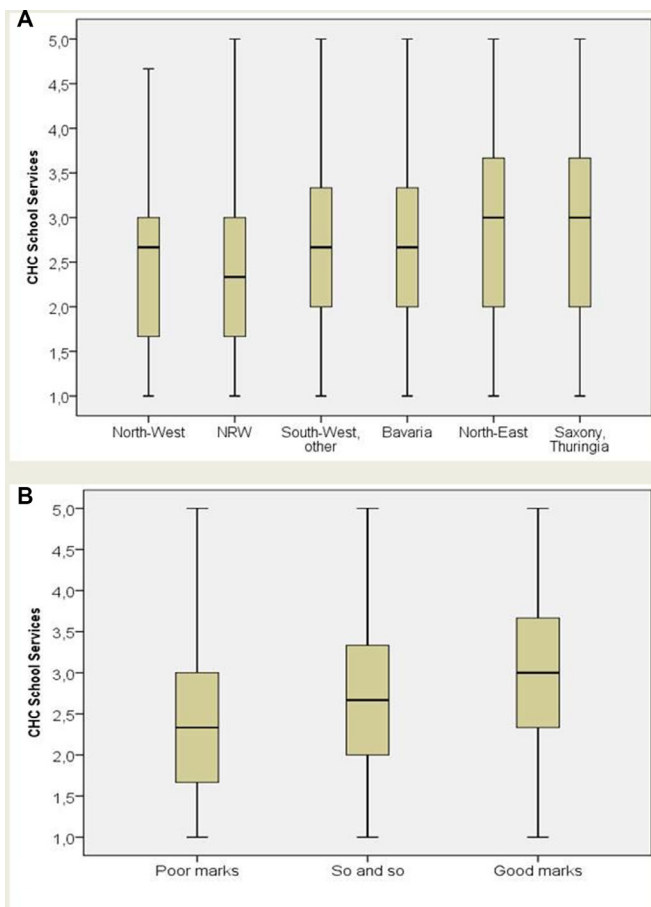 A
CHC School Services
5,0
4,5
4,0
3,5
3,0
2,5
2,0
1,5
1,0
North-West
NRW
South-West,
other
Bavaria
North-East
Saxony,
Thuringia
B
CHC School Services
5,0
4,5
4,0
3,5
3,0
2,5
2,0
1,5
1,0
Poor marks
So and so
Good marks